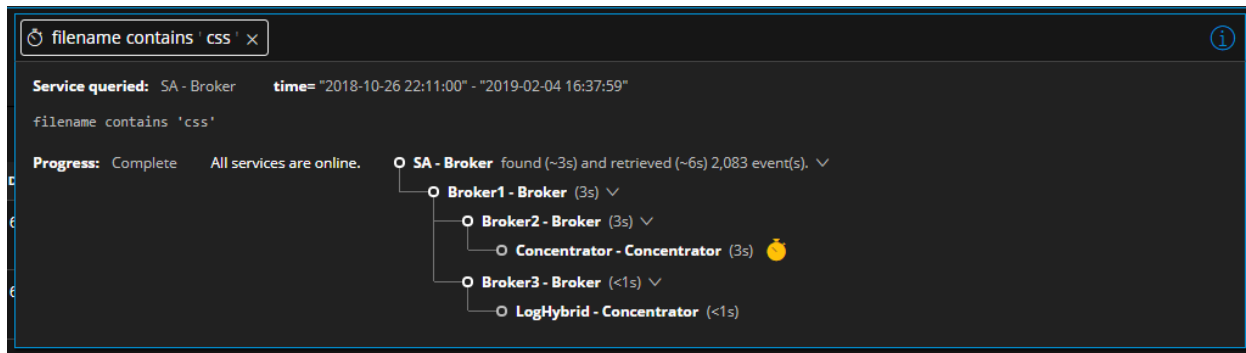 filename contains ' css ' ×
Service queried: SA - Broker time= "2018-10-26 22:11:00" - "2019-02-04 16:37:59"
filename contains 'css'
Progress: Complete All services are online. SA - Broker found (~3s) and retrieved (~6s) 2,083 event(s).
Broker1 - Broker (3s)
Broker2 - Broker (3s)
Concentrator - Concentrator (3s)
Broker3 - Broker (<1s)
LogHybrid - Concentrator (<1s)